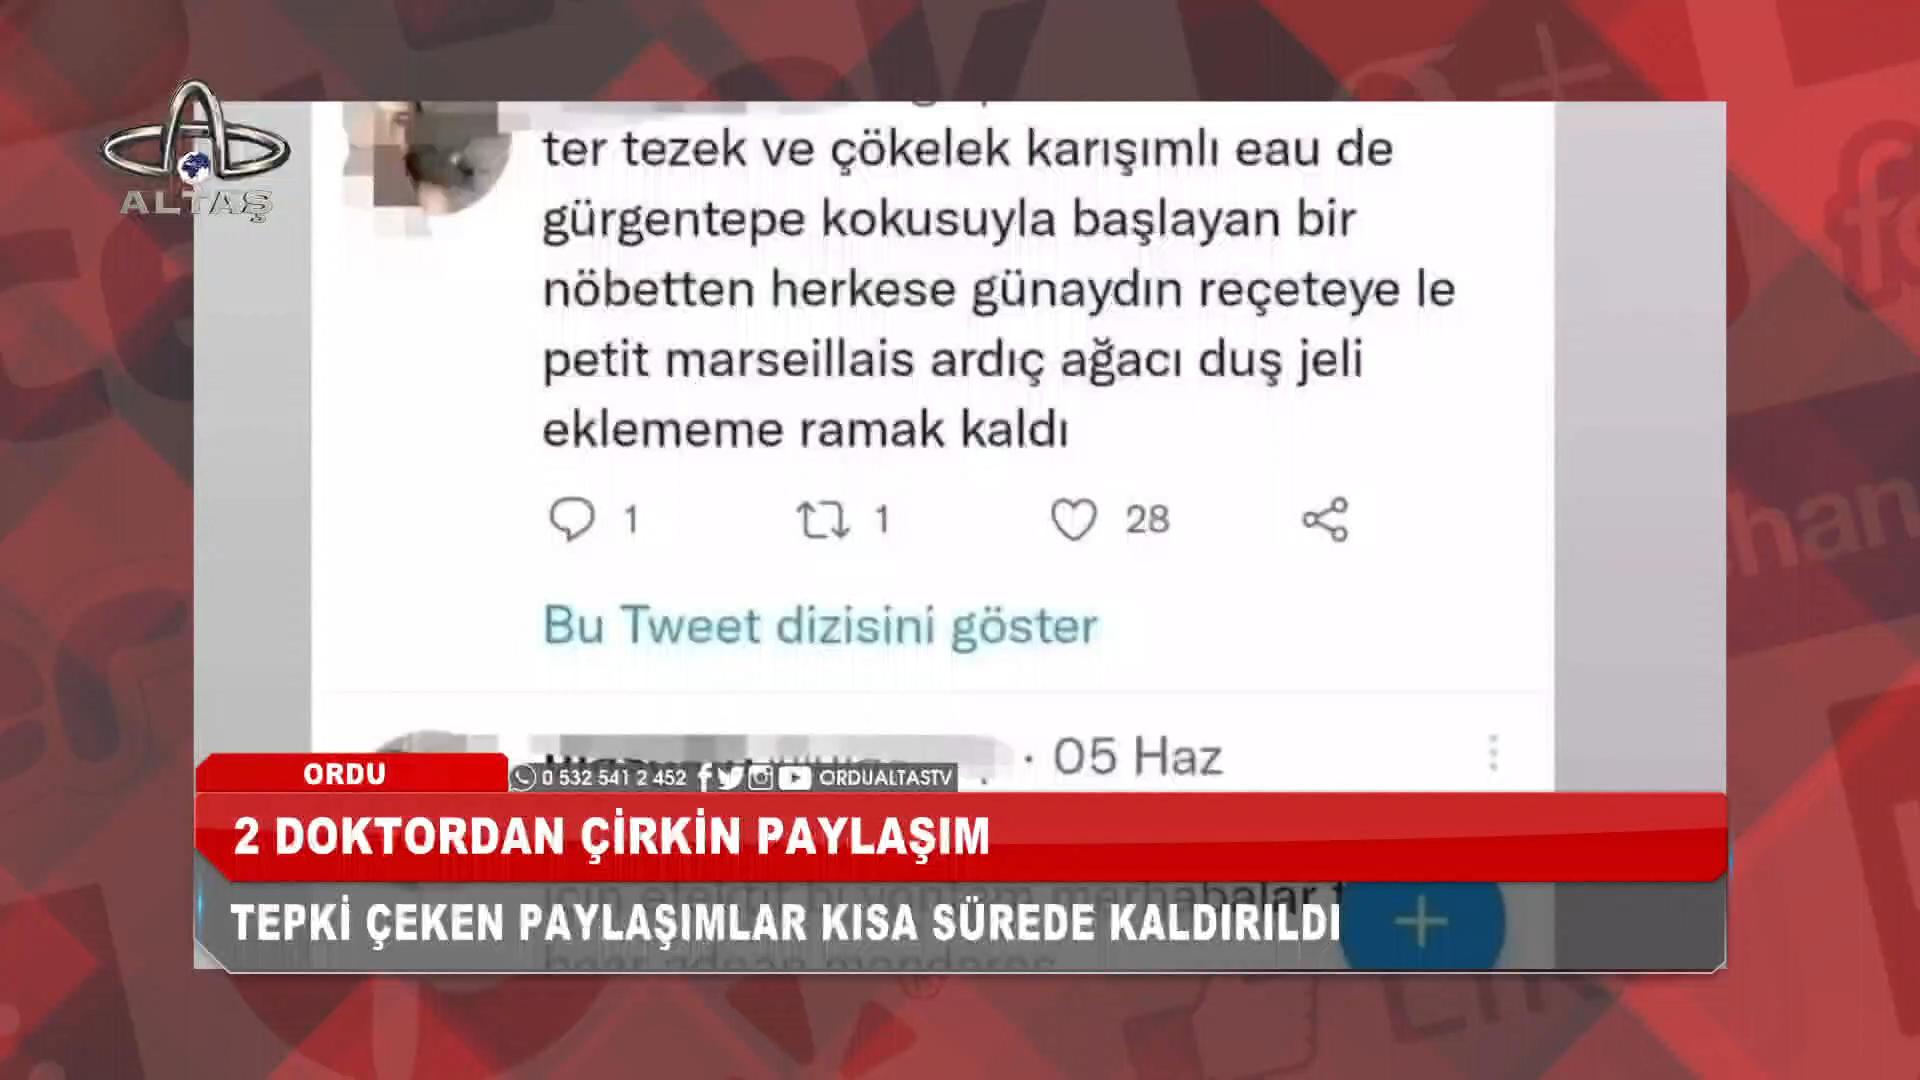 ALTAŞ
ter tezek ve çökelek karışımlı eau de
gürgentepe kokusuyla başlayan bir
nöbetten herkese günaydın reçeteye le
petit marseillais ardıç ağacı duş jeli
eklememe ramak kaldı
1 1 28
Bu Tweet dizisini göster
· 05 Haz
ORDU
0 532 541 2 452 ORDUALTASTV
2 DOKTORDAN ÇİRKİN PAYLAŞIM
TEPKİ ÇEKEN PAYLAŞIMLAR KISA SÜREDE KALDIRILDI